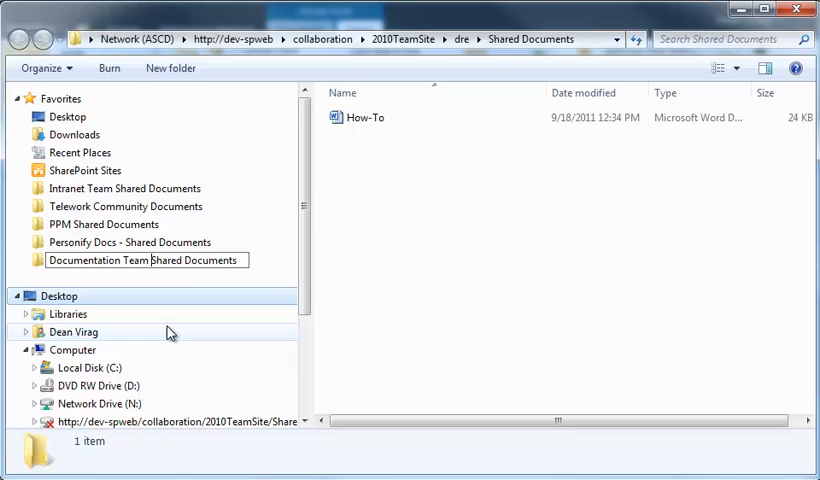 Network (ASCD) http://dev-spweb collaboration 2010TeamSite dre Shared Documents Search Shared Documents
Organize Burn New folder
Favorites
Desktop
Downloads
Recent Places
SharePoint Sites
Intranet Team Shared Documents
Telework Community Documents
PPM Shared Documents
Personify Docs - Shared Documents
Documentation Team Shared Documents
Desktop
Libraries
Dean Virag
Computer
Local Disk (C:)
DVD RW Drive (D:)
Network Drive (N:)
http://dev-spweb/collaboration/2010TeamSite/Share
Name Date modified Type Size
How-To 9/18/2011 12:34 PM Microsoft Word D... 24 KB
1 item